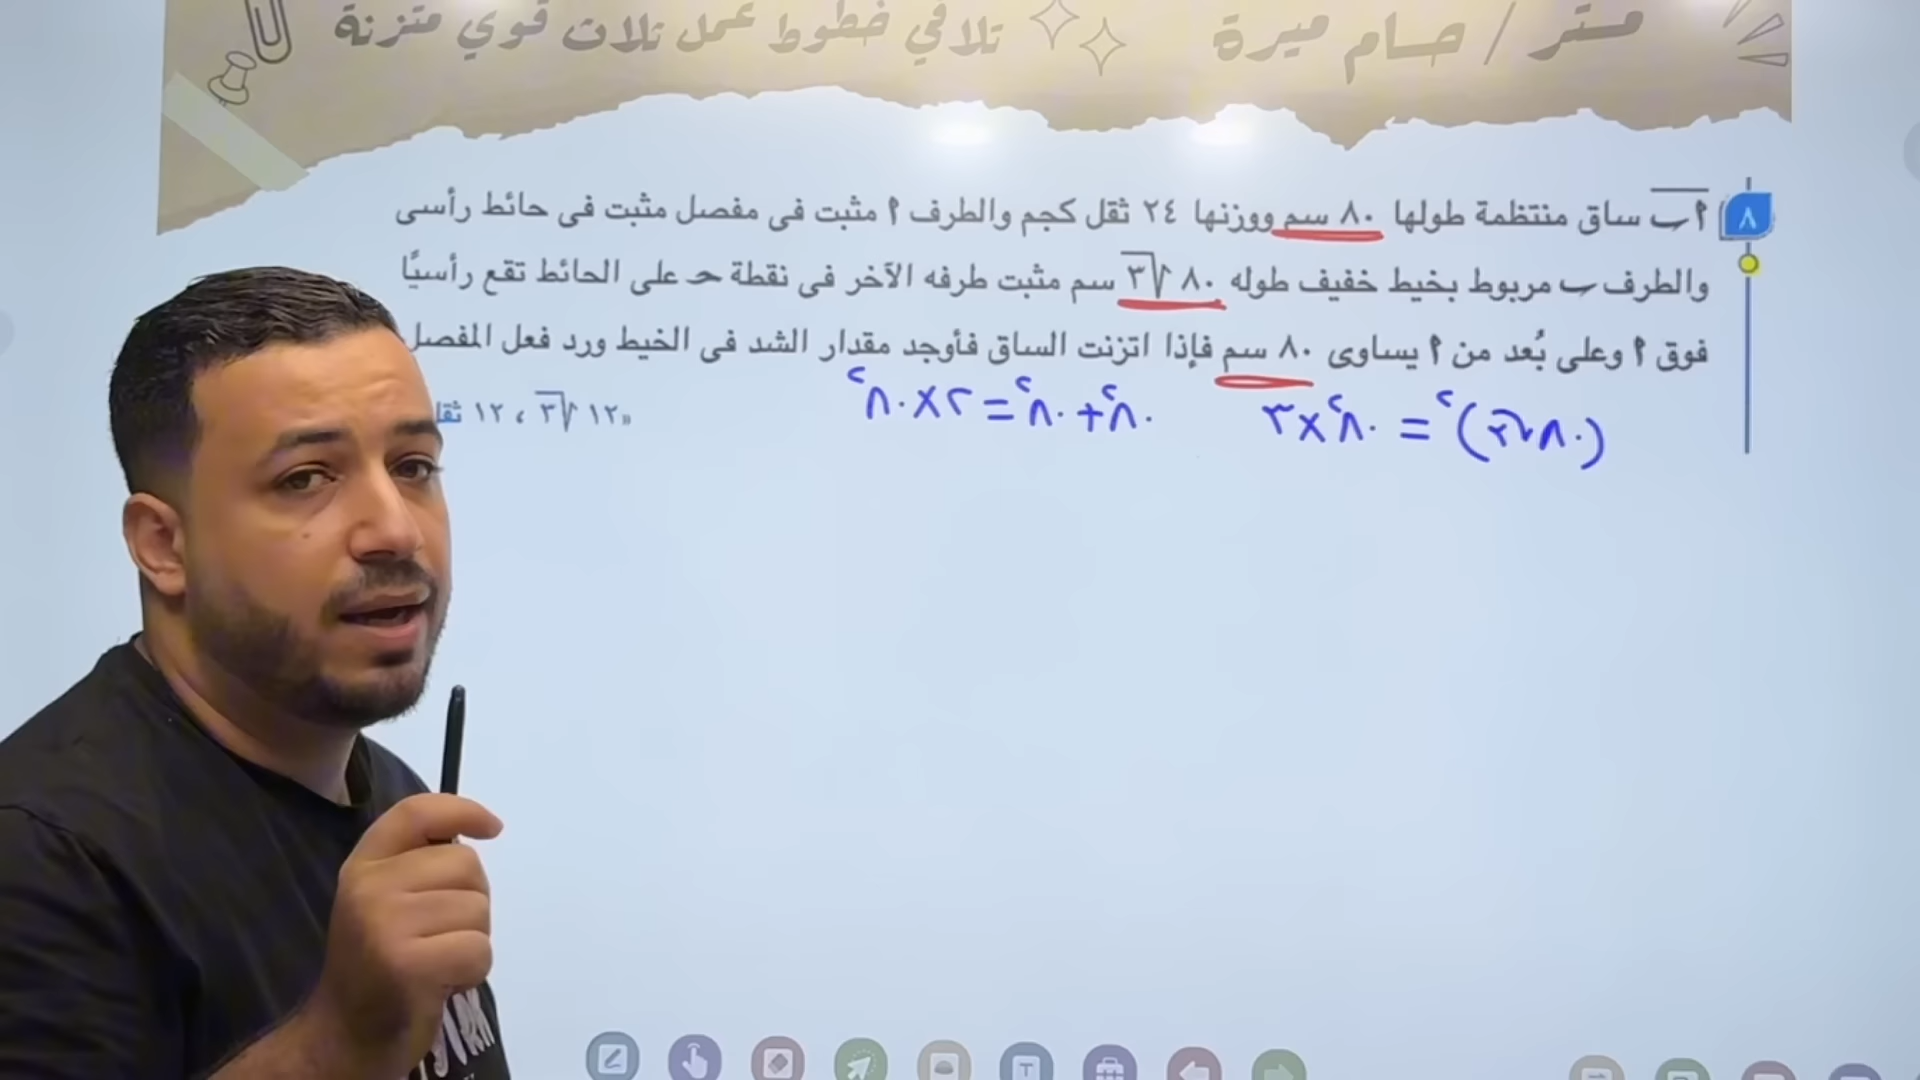 مستر / حسام ميرة تلاقي خطوط عمل ثلاث قوي متزنة
٨ أ ب ساق منتظمة طولها ٨٠ سم ووزنها ٢٤ ثقل كجم والطرف أ مثبت فى مفصل مثبت فى حائط رأسى
والطرف ب مربوط بخيط خفيف طوله ٨٠ √٣ سم مثبت طرفه الآخر فى نقطة حـ على الحائط تقع رأسيًا
فوق أ وعلى بُعد من أ يساوى ٨٠ سم فإذا اتزنت الساق فأوجد مقدار الشد فى الخيط ورد فعل المفصل
«١٢ √٣ ، ١٢ ثقل
(٨٠√٣)² = ٨٠² × ٣ ٨٠² + ٨٠² = ٢ × ٨٠²